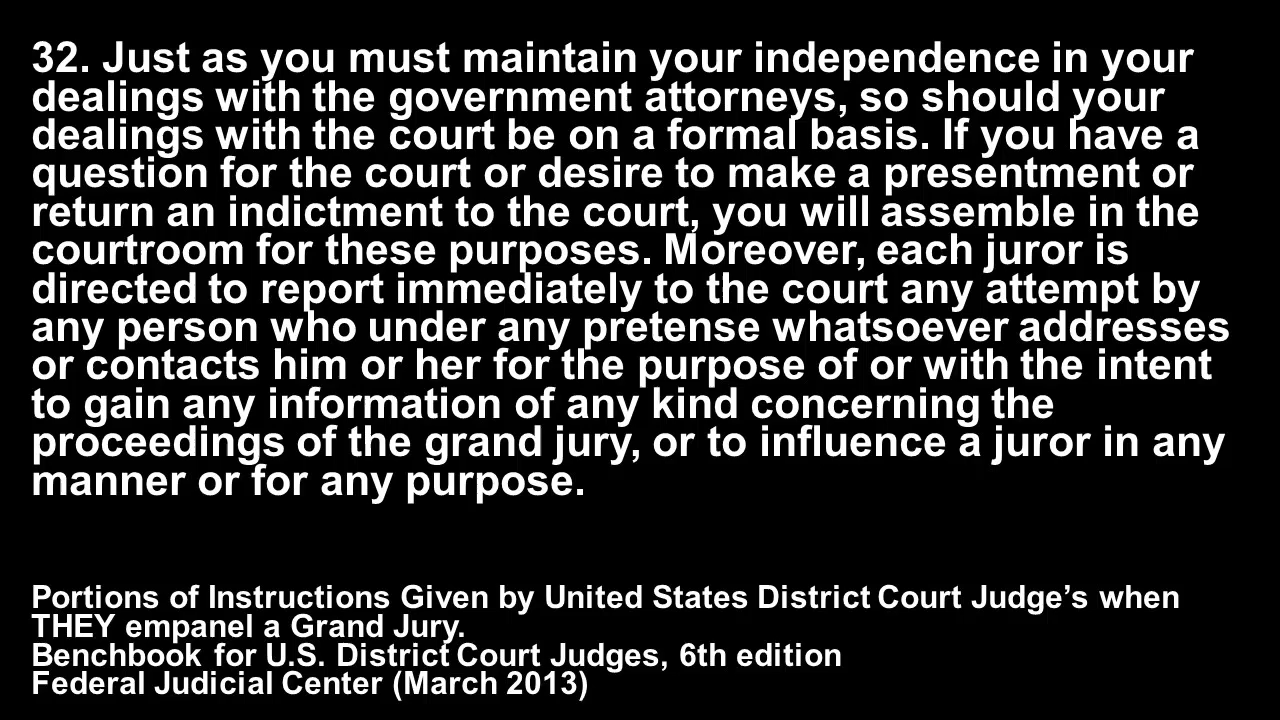 32. Just as you must maintain your independence in your
dealings with the government attorneys, so should your
dealings with the court be on a formal basis. If you have a
question for the court or desire to make a presentment or
return an indictment to the court, you will assemble in the
courtroom for these purposes. Moreover, each juror is
directed to report immediately to the court any attempt by
any person who under any pretense whatsoever addresses
or contacts him or her for the purpose of or with the intent
to gain any information of any kind concerning the
proceedings of the grand jury, or to influence a juror in any
manner or for any purpose.
Portions of Instructions Given by United States District Court Judge’s when
THEY empanel a Grand Jury.
Benchbook for U.S. District Court Judges, 6th edition
Federal Judicial Center (March 2013)